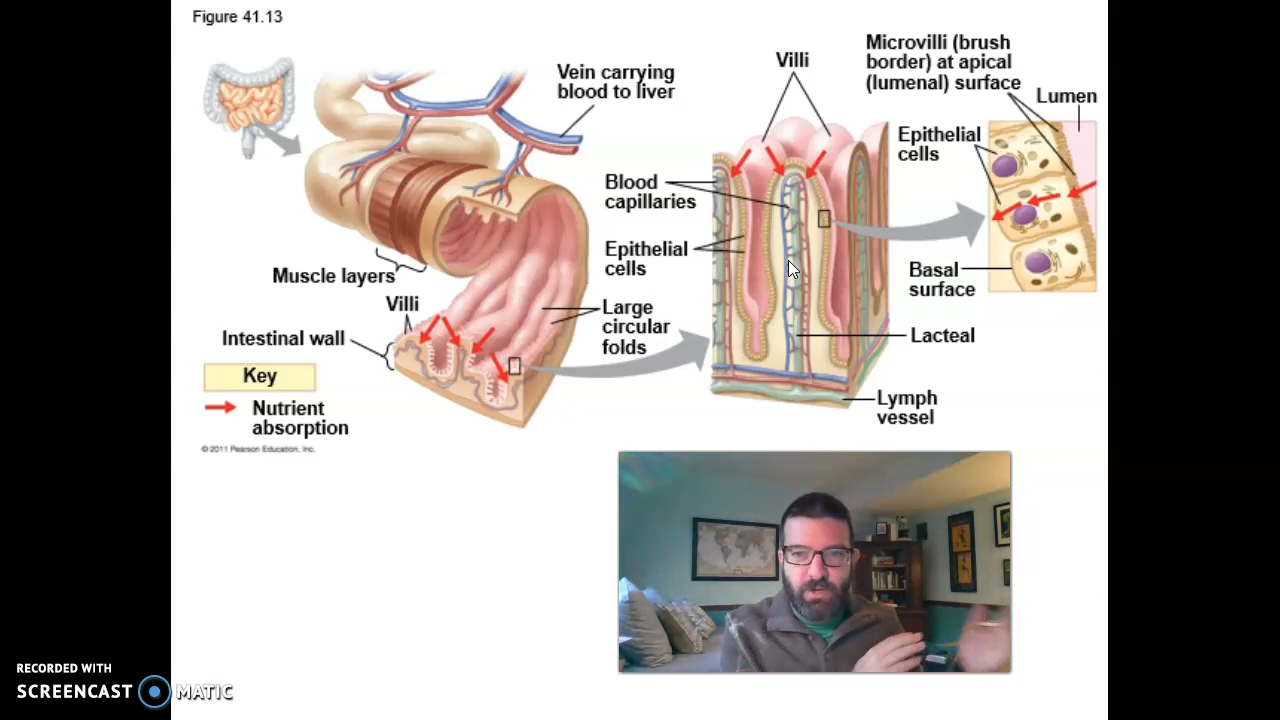 Figure 41.13
Vein carrying
blood to liver
Villi
Microvilli (brush
border) at apical
(lumenal) surface
Lumen
Epithelial
cells
Blood
capillaries
Epithelial
cells
Basal
surface
Muscle layers
Villi
Large
circular
folds
Intestinal wall
Lacteal
Key
Nutrient
absorption
Lymph
vessel
© 2011 Pearson Education, Inc.
RECORDED WITH
SCREENCAST MATIC